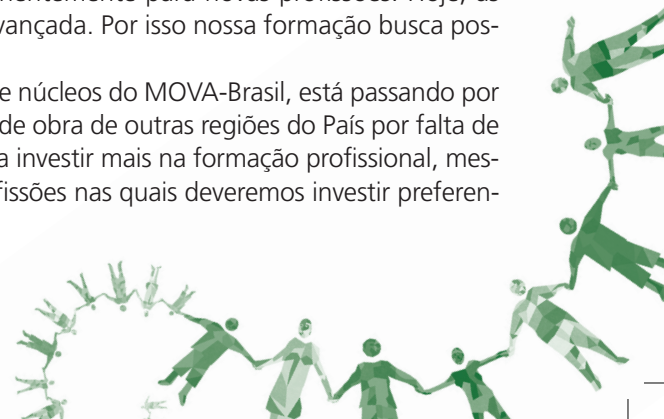 vançada. Por isso nossa formação busca pos-
e núcleos do MOVA-Brasil, está passando por
de obra de outras regiões do País por falta de
a investir mais na formação profissional, mes-
fissões nas quais deveremos investir preferen-